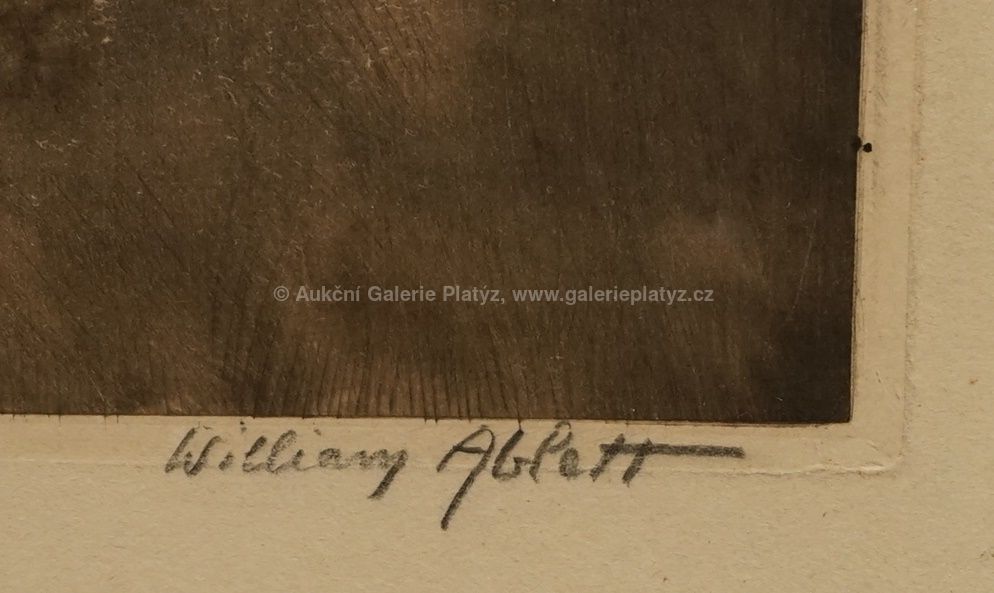 © Aukční Galerie Platýz, www.galerieplatyz.cz
William Ablett